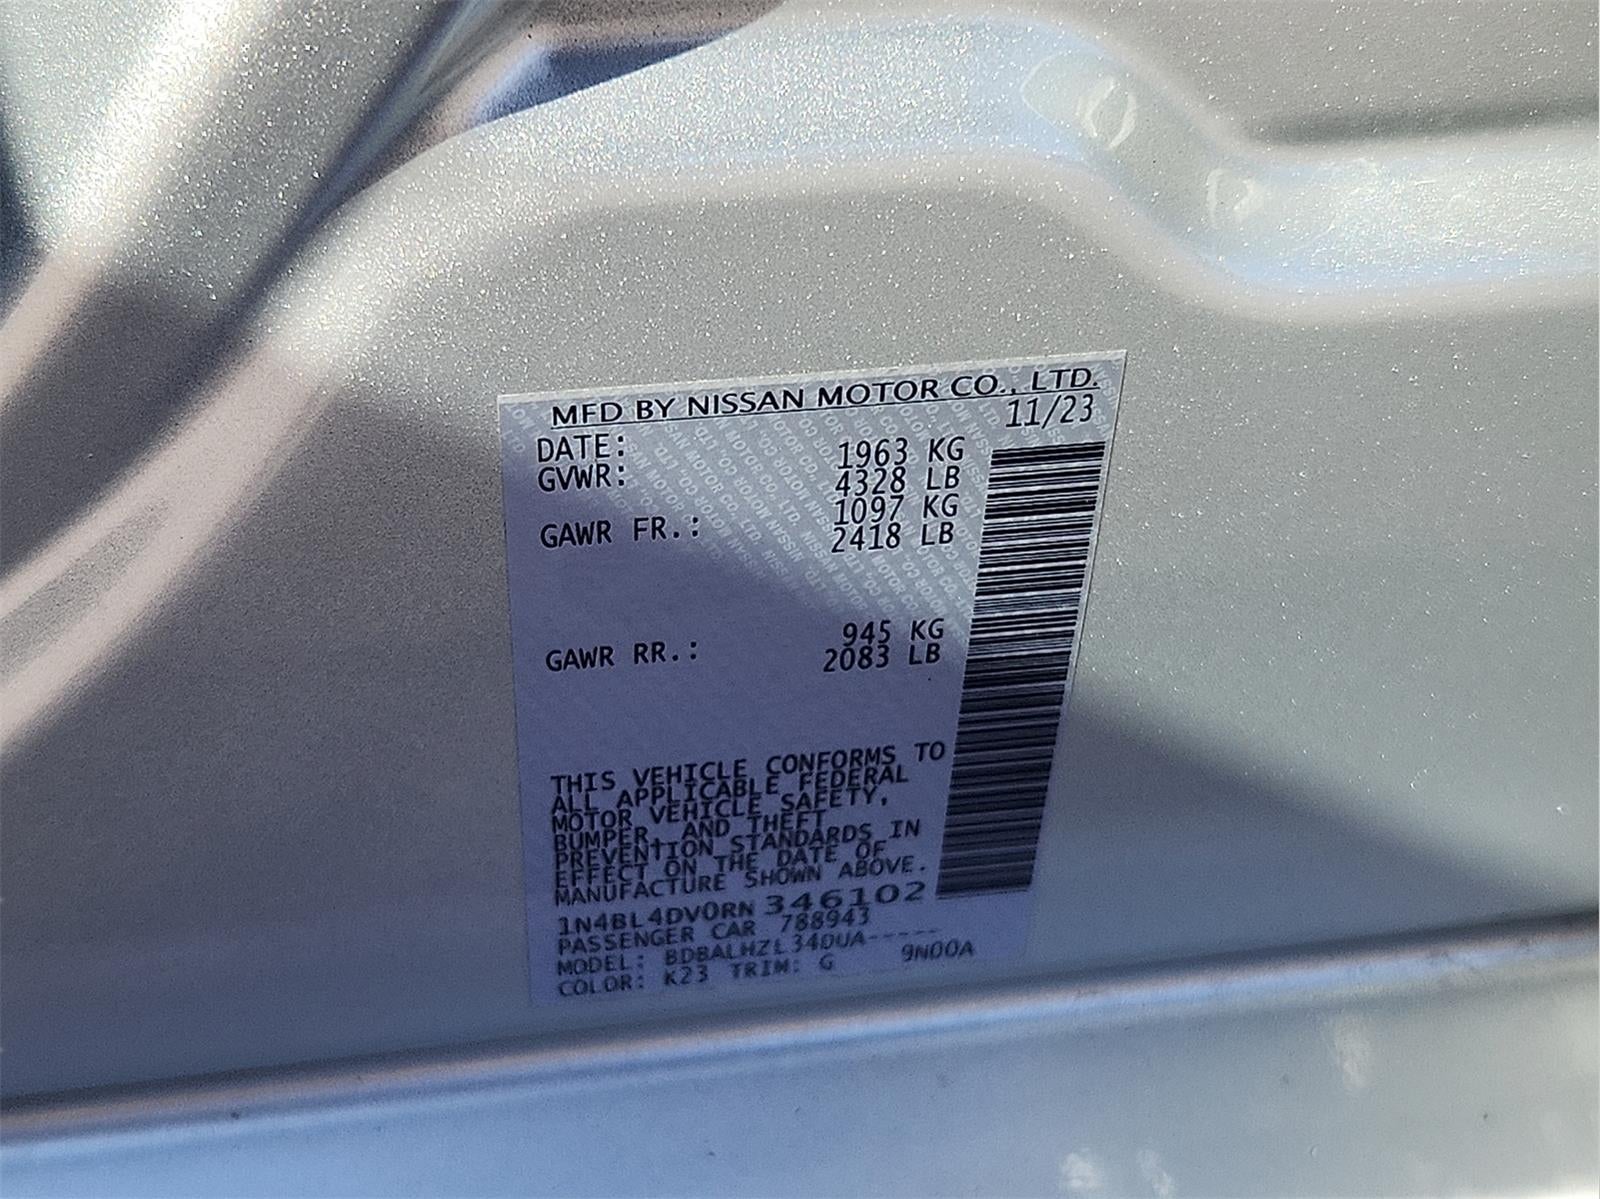 MFD BY NISSAN MOTOR CO., LTD.
DATE: 11/23
GVWR: 1963 KG
4328 LB
GAWR FR.: 1097 KG
2418 LB
GAWR RR.: 945 KG
2083 LB
THIS VEHICLE CONFORMS TO
ALL APPLICABLE FEDERAL
MOTOR VEHICLE SAFETY,
BUMPER, AND THEFT
PREVENTION STANDARDS IN
EFFECT ON THE DATE OF
MANUFACTURE SHOWN ABOVE.
1N4BL4DV0RN 346102
PASSENGER CAR 788943
MODEL: BDBALHZL34DUA-----
COLOR: K23 TRIM: G 9N00A